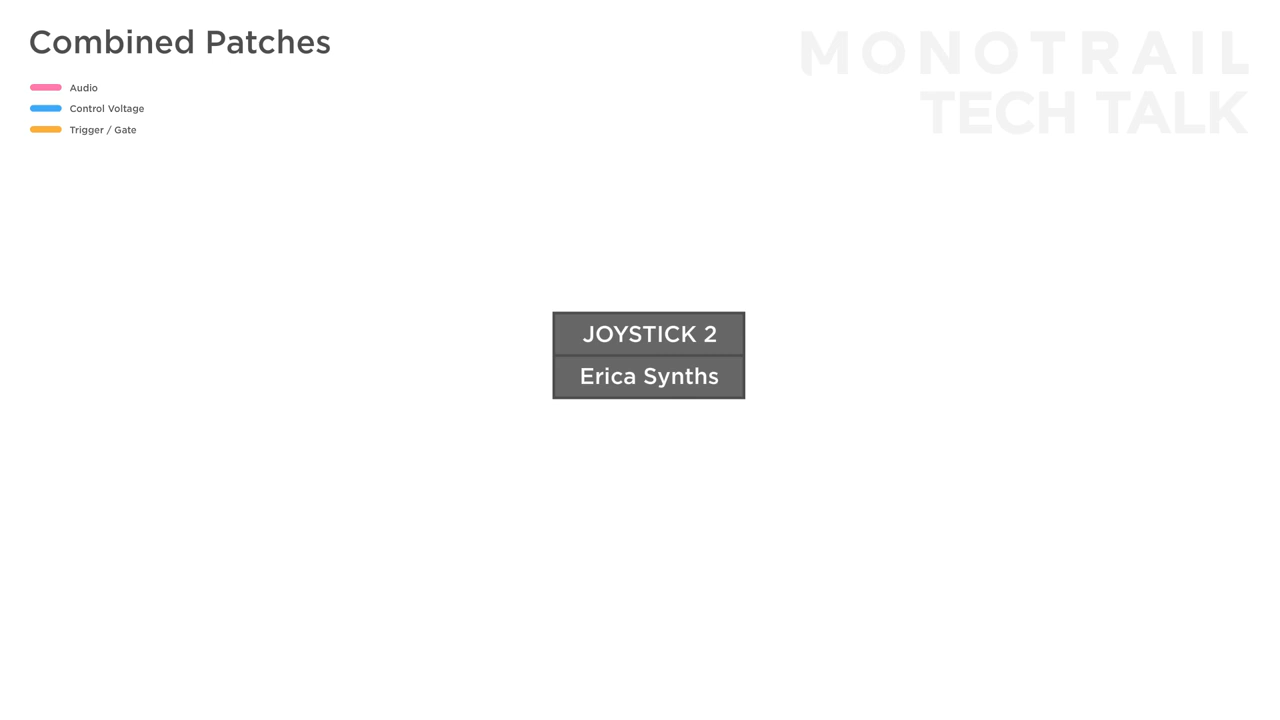 Combined Patches
Audio
Control Voltage
Trigger / Gate
MONOTRAIL
TECH TALK
JOYSTICK 2
Erica Synths